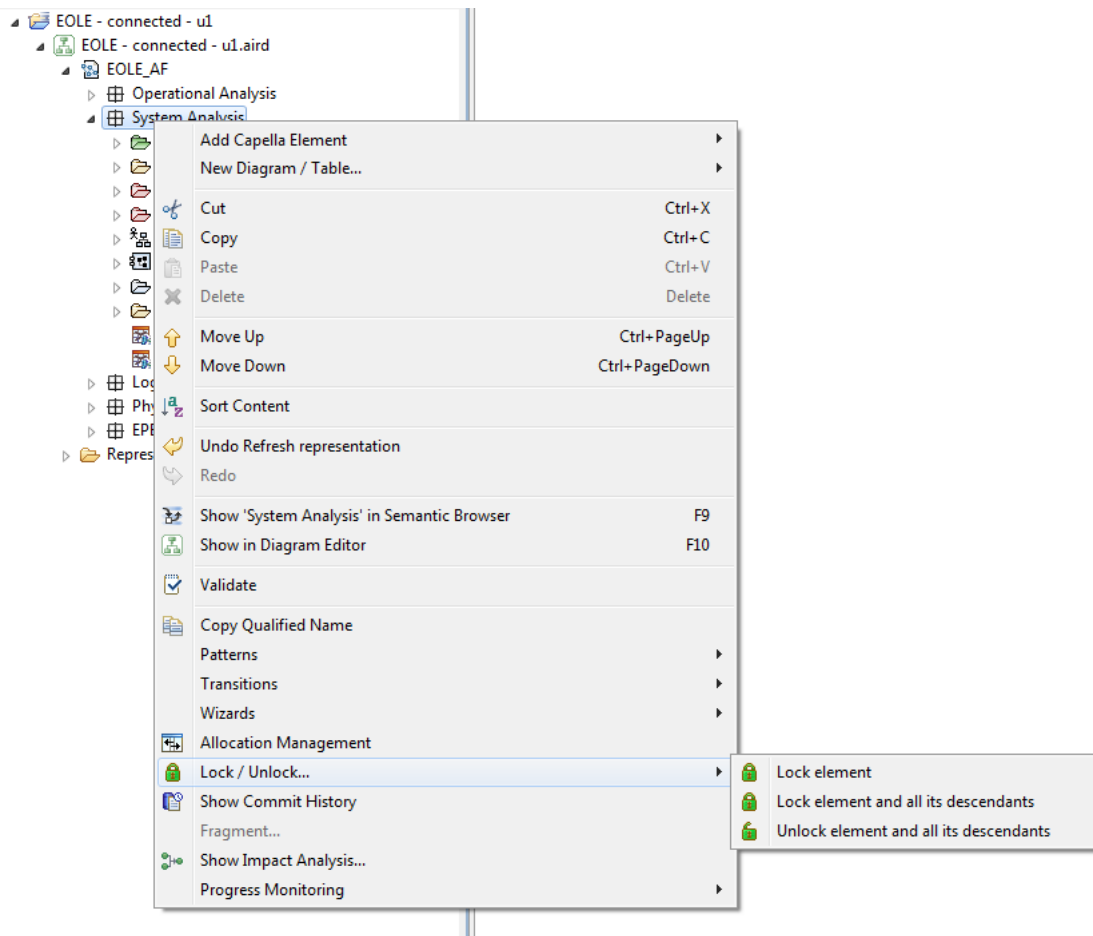 EOLE - connected - u1
EOLE - connected - u1.aird
EOLE_AF
Operational Analysis
System Analysis
Add Capella Element
New Diagram / Table...
Cut Ctrl+X
Copy Ctrl+C
Paste Ctrl+V
Delete Delete
Move Up Ctrl+PageUp
Move Down Ctrl+PageDown
Log
Phy
Sort Content
EPB
Undo Refresh representation
Repres
Redo
Show 'System Analysis' in Semantic Browser F9
Show in Diagram Editor F10
Validate
Copy Qualified Name
Patterns
Transitions
Wizards
Allocation Management
Lock / Unlock...
Lock element
Show Commit History
Lock element and all its descendants
Fragment...
Unlock element and all its descendants
Show Impact Analysis...
Progress Monitoring